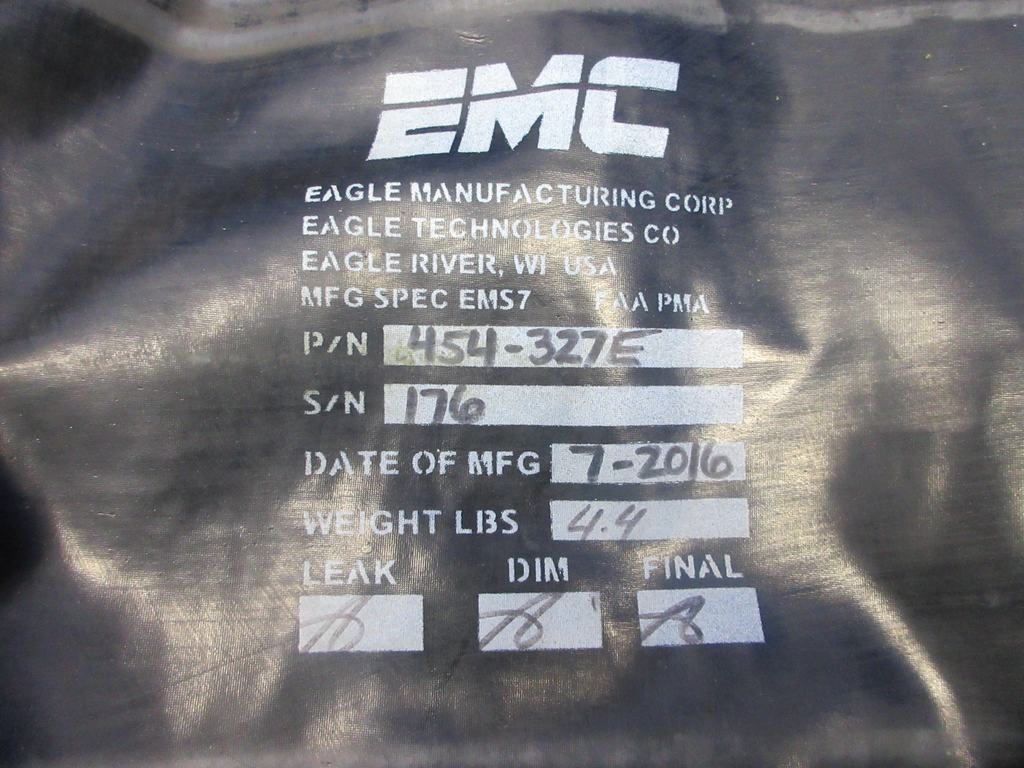 EMC
EAGLE MANUFACTURING CORP
EAGLE TECHNOLOGIES CO
EAGLE RIVER, WI USA
MFG SPEC EMS7 FAA PMA
P/N 454-327E
S/N 176
DATE OF MFG 7-2016
WEIGHT LBS 4.4
LEAK DIM FINAL